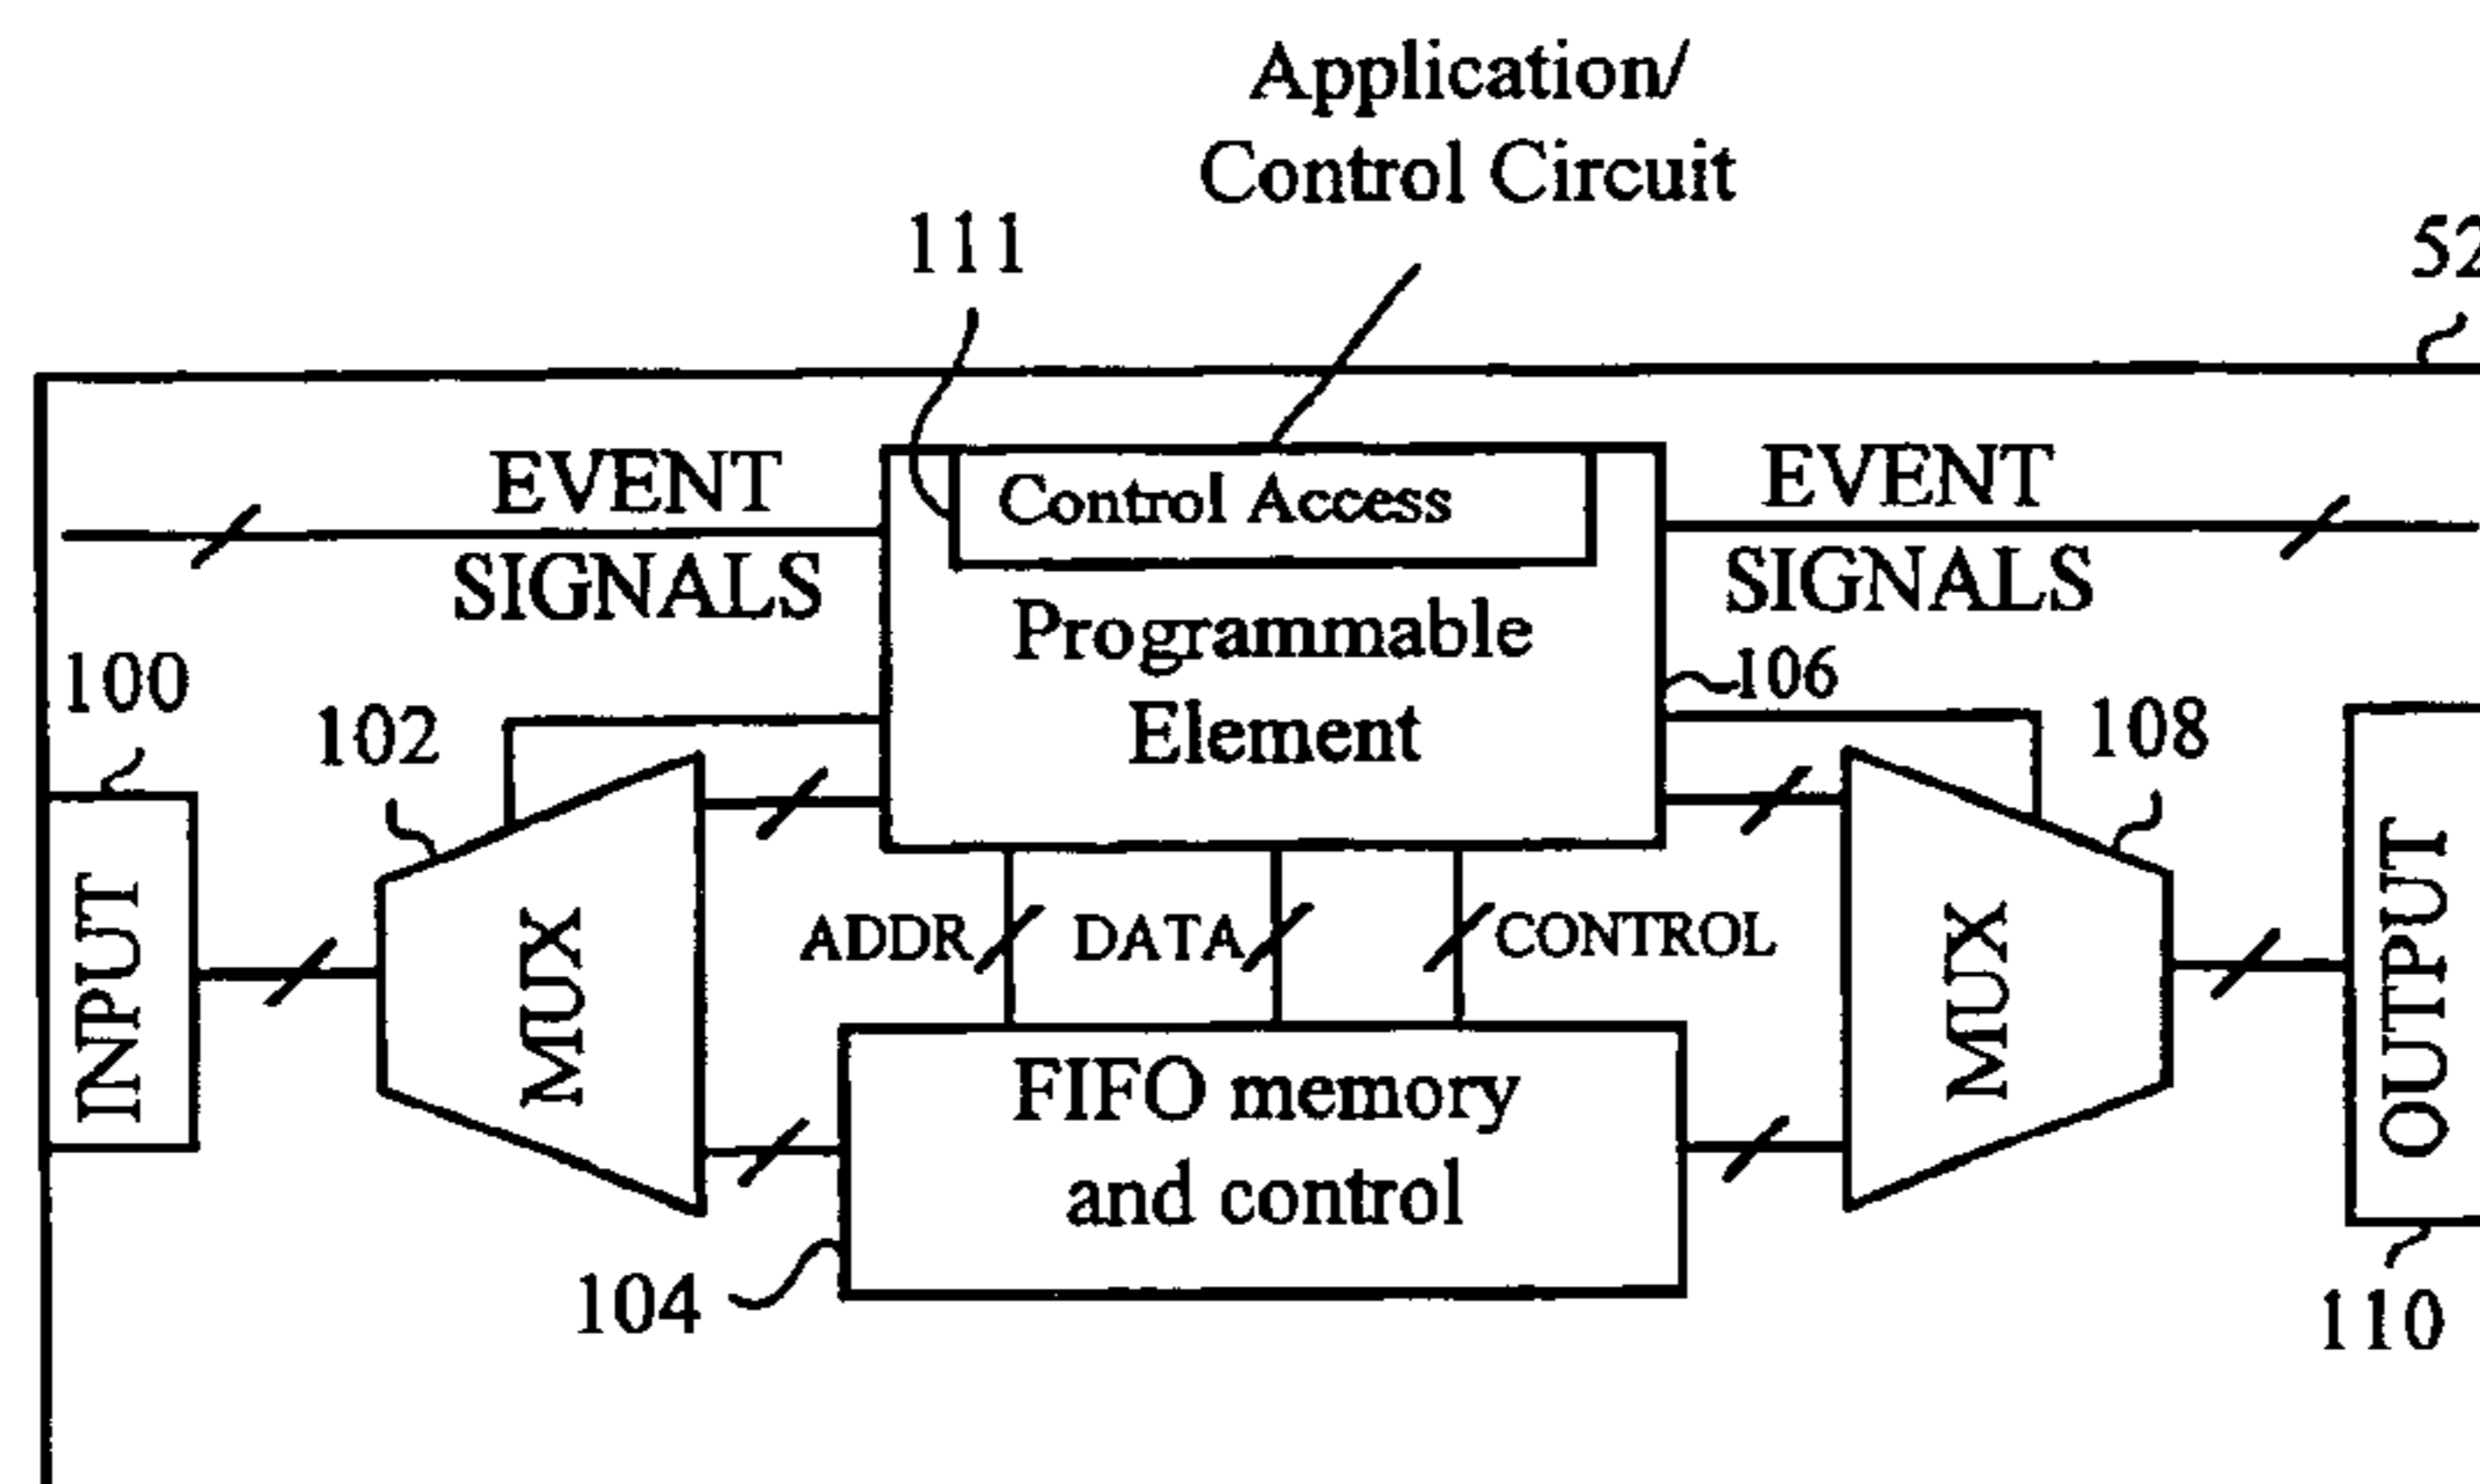 Application/
Control Circuit
111
52
EVENT
SIGNALS
Control Access
EVENT
SIGNALS
Programmable
Element
100
102
106
108
INPUT
MUX
ADDR
DATA
CONTROL
MUX
OUTPUT
FIFO memory
and control
104
110